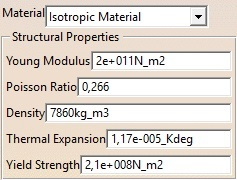 Material Isotropic Material
Structural Properties
Young Modulus 2e+011N_m2
Poisson Ratio 0,266
Density 7860kg_m3
Thermal Expansion 1,17e-005_Kdeg
Yield Strength 2,1e+008N_m2